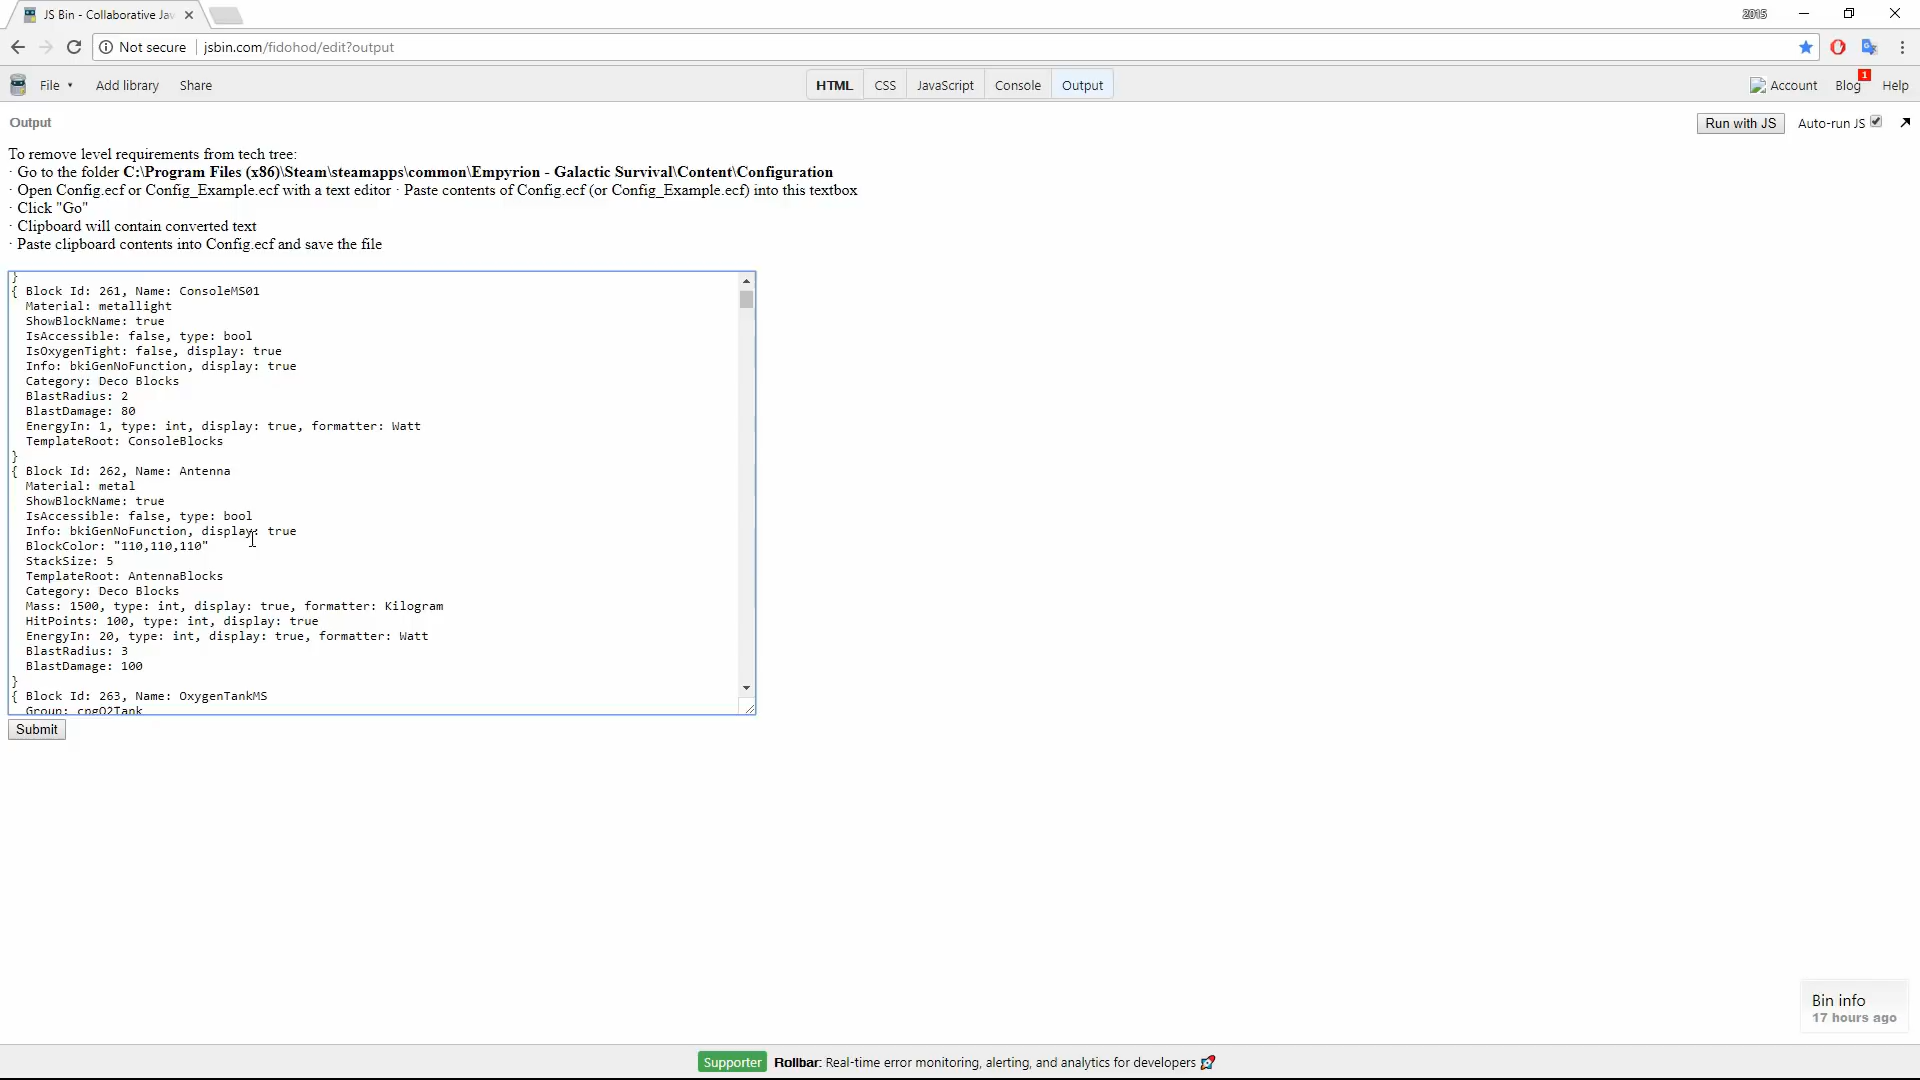 JS Bin - Collaborative Jav
2015
Not secure
jsbin.com/fidohod/edit?output
File
Add library
Share
HTML
CSS
JavaScript
Console
Output
Account
Blog
1
Help
Output
Run with JS
Auto-run JS
To remove level requirements from tech tree:
· Go to the folder C:\Program Files (x86)\Steam\steamapps\common\Empyrion - Galactic Survival\Content\Configuration
· Open Config.ecf or Config_Example.ecf with a text editor · Paste contents of Config.ecf (or Config_Example.ecf) into this textbox
· Click "Go"
· Clipboard will contain converted text
· Paste clipboard contents into Config.ecf and save the file
}
{ Block Id: 261, Name: ConsoleMS01
Material: metallight
ShowBlockName: true
IsAccessible: false, type: bool
IsOxygenTight: false, display: true
Info: bkiGenNoFunction, display: true
Category: Deco Blocks
BlastRadius: 2
BlastDamage: 80
EnergyIn: 1, type: int, display: true, formatter: Watt
TemplateRoot: ConsoleBlocks
}
{ Block Id: 262, Name: Antenna
Material: metal
ShowBlockName: true
IsAccessible: false, type: bool
Info: bkiGenNoFunction, display: true
BlockColor: "110,110,110"
StackSize: 5
TemplateRoot: AntennaBlocks
Category: Deco Blocks
Mass: 1500, type: int, display: true, formatter: Kilogram
HitPoints: 100, type: int, display: true
EnergyIn: 20, type: int, display: true, formatter: Watt
BlastRadius: 3
BlastDamage: 100
}
{ Block Id: 263, Name: OxygenTankMS
Group: cpgO2Tank
Submit
Bin info
17 hours ago
Supporter
Rollbar: Real-time error monitoring, alerting, and analytics for developers 🚀